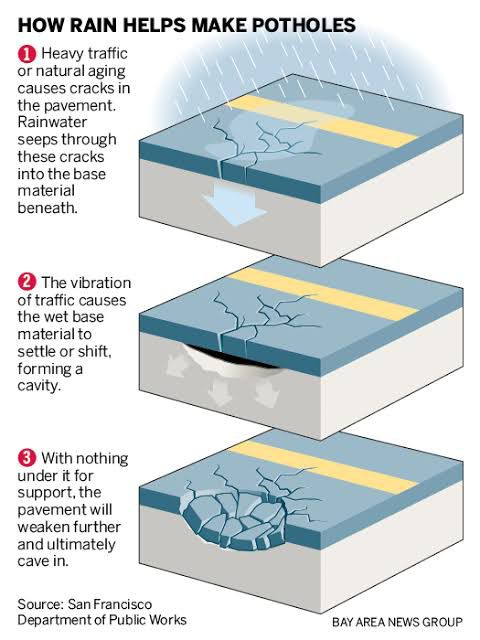 HOW RAIN HELPS MAKE POTHOLES
1 Heavy traffic
or natural aging
causes cracks in
the pavement.
Rainwater
seeps through
these cracks
into the base
material
beneath.
2 The vibration
of traffic causes
the wet base
material to
settle or shift,
forming a
cavity.
3 With nothing
under it for
support, the
pavement will
weaken further
and ultimately
cave in.
Source: San Francisco
Department of Public Works
BAY AREA NEWS GROUP